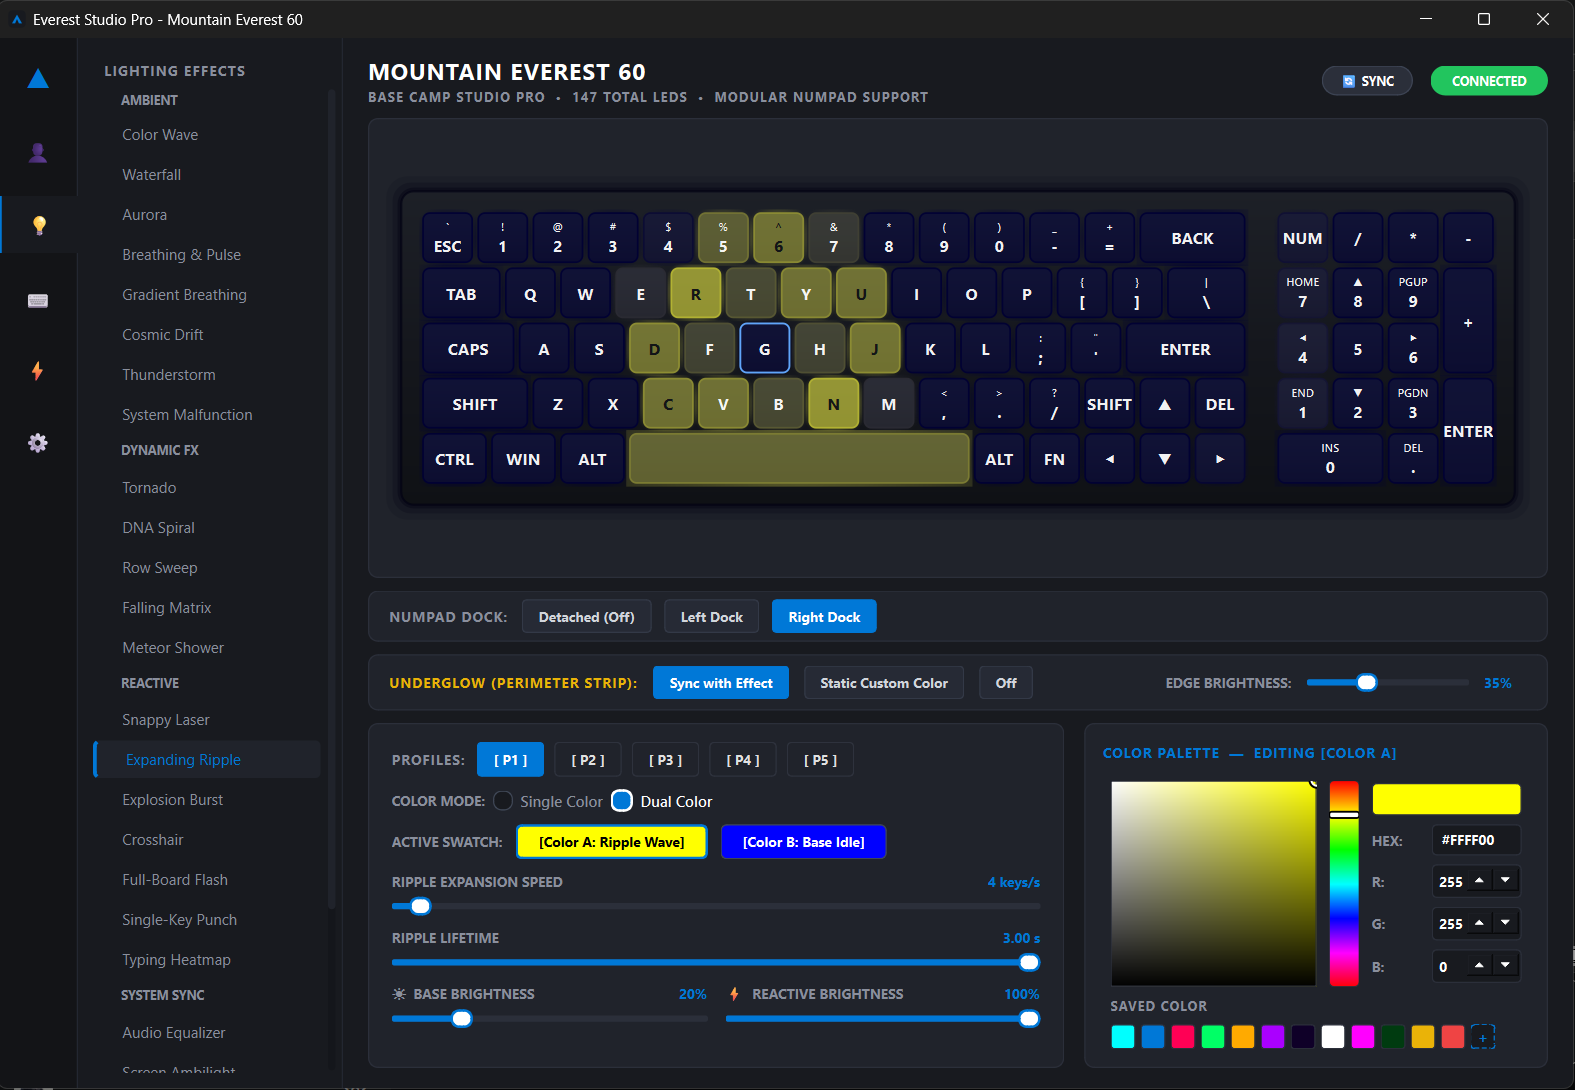 Everest Studio Pro - Mountain Everest 60
LIGHTING EFFECTS
AMBIENT
Color Wave
Waterfall
Aurora
Breathing & Pulse
Gradient Breathing
Cosmic Drift
Thunderstorm
System Malfunction
DYNAMIC FX
Tornado
DNA Spiral
Row Sweep
Falling Matrix
Meteor Shower
REACTIVE
Snappy Laser
Expanding Ripple
Explosion Burst
Crosshair
Full-Board Flash
Single-Key Punch
Typing Heatmap
SYSTEM SYNC
Audio Equalizer
Screen Ambilight
MOUNTAIN EVEREST 60
BASE CAMP STUDIO PRO • 147 TOTAL LEDS • MODULAR NUMPAD SUPPORT
SYNC
CONNECTED
` ! @ # $ % ^ & * ( ) _ +
ESC 1 2 3 4 5 6 7 8 9 0 - = BACK NUM / * -
{ } | HOME ▲ PGUP
TAB Q W E R T Y U I O P [ ] \ 7 8 9 +
: " ◄ ►
CAPS A S D F G H J K L ; . ENTER 4 5 6
< > ? END ▼ PGDN
SHIFT Z X C V B N M , . / SHIFT ▲ DEL 1 2 3 ENTER
INS DEL
CTRL WIN ALT ALT FN ◄ ▼ ► 0 .
NUMPAD DOCK: Detached (Off) Left Dock Right Dock
UNDERGLOW (PERIMETER STRIP): Sync with Effect Static Custom Color Off EDGE BRIGHTNESS: 35%
PROFILES: [ P1 ] [ P2 ] [ P3 ] [ P4 ] [ P5 ]
COLOR MODE: Single Color Dual Color
ACTIVE SWATCH: [Color A: Ripple Wave] [Color B: Base Idle]
RIPPLE EXPANSION SPEED 4 keys/s
RIPPLE LIFETIME 3.00 s
BASE BRIGHTNESS 20% REACTIVE BRIGHTNESS 100%
COLOR PALETTE — EDITING [COLOR A]
HEX: #FFFF00
R: 255
G: 255
B: 0
SAVED COLOR
+